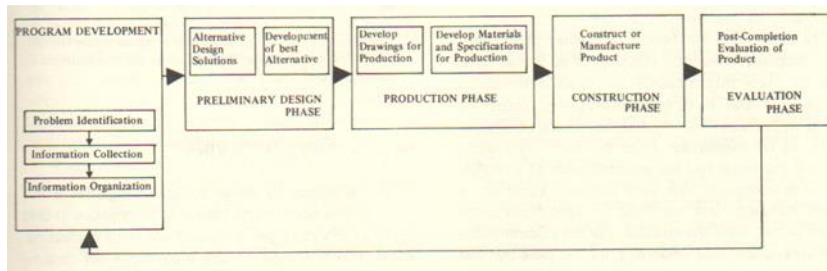 PROGRAM DEVELOPMENT
Problem Identification
Information Collection
Information Organization
Alternative
Design
Solutions
Development
of best
Alternative
PRELIMINARY DESIGN
PHASE
Develop
Drawings for
Production
Develop Materials
and Specifications
for Production
PRODUCTION PHASE
Construct or
Manufacture
Product
CONSTRUCTION
PHASE
Post-Completion
Evaluation of
Product
EVALUATION
PHASE